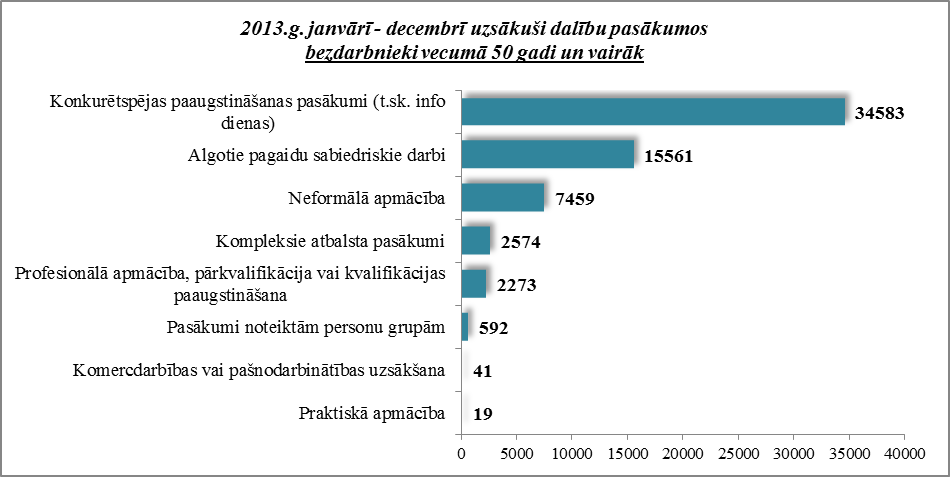 2013.g. janvārī - decembrī uzsākuši dalību pasākumos
bezdarbnieki vecumā 50 gadi un vairāk
Konkurētspējas paaugstināšanas pasākumi (t.sk. info
dienas)
34583
Algotie pagaidu sabiedriskie darbi
15561
Neformālā apmācība
7459
Kompleksie atbalsta pasākumi
2574
Profesionālā apmācība, pārkvalifikācija vai kvalifikācijas
paaugstināšana
2273
Pasākumi noteiktām personu grupām
592
Komercdarbības vai pašnodarbinātības uzsākšana
41
Praktiskā apmācība
19
0 5000 10000 15000 20000 25000 30000 35000 40000